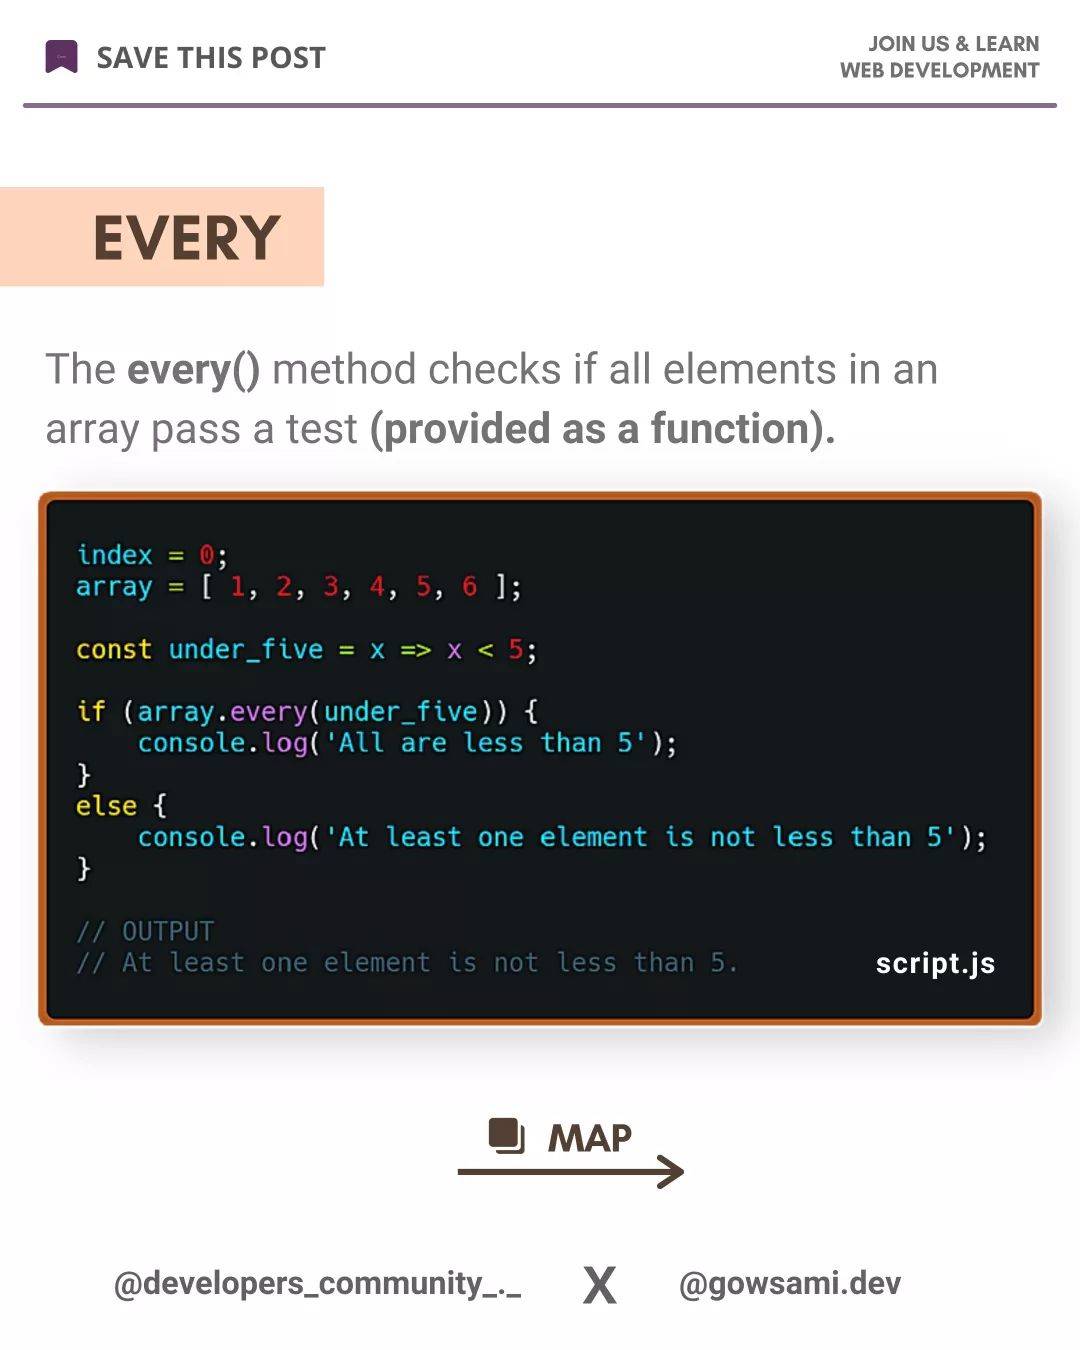 SAVE THIS POST
JOIN US & LEARN
WEB DEVELOPMENT
EVERY
The every() method checks if all elements in an
array pass a test (provided as a function).
index = 0;
array = [ 1, 2, 3, 4, 5, 6 ];
const under_five = x => x < 5;
if (array.every(under_five)) {
    console.log('All are less than 5');
}
else {
    console.log('At least one element is not less than 5');
}
// OUTPUT
// At least one element is not less than 5.
script.js
MAP
@developers_community_._ X @gowsami.dev